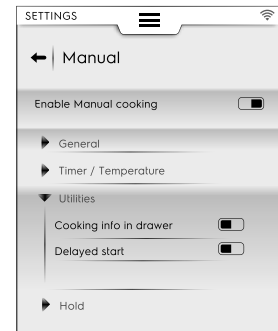 SETTINGS
Manual
Enable Manual cooking
General
Timer / Temperature
Utilities
Cooking info in drawer
Delayed start
Hold